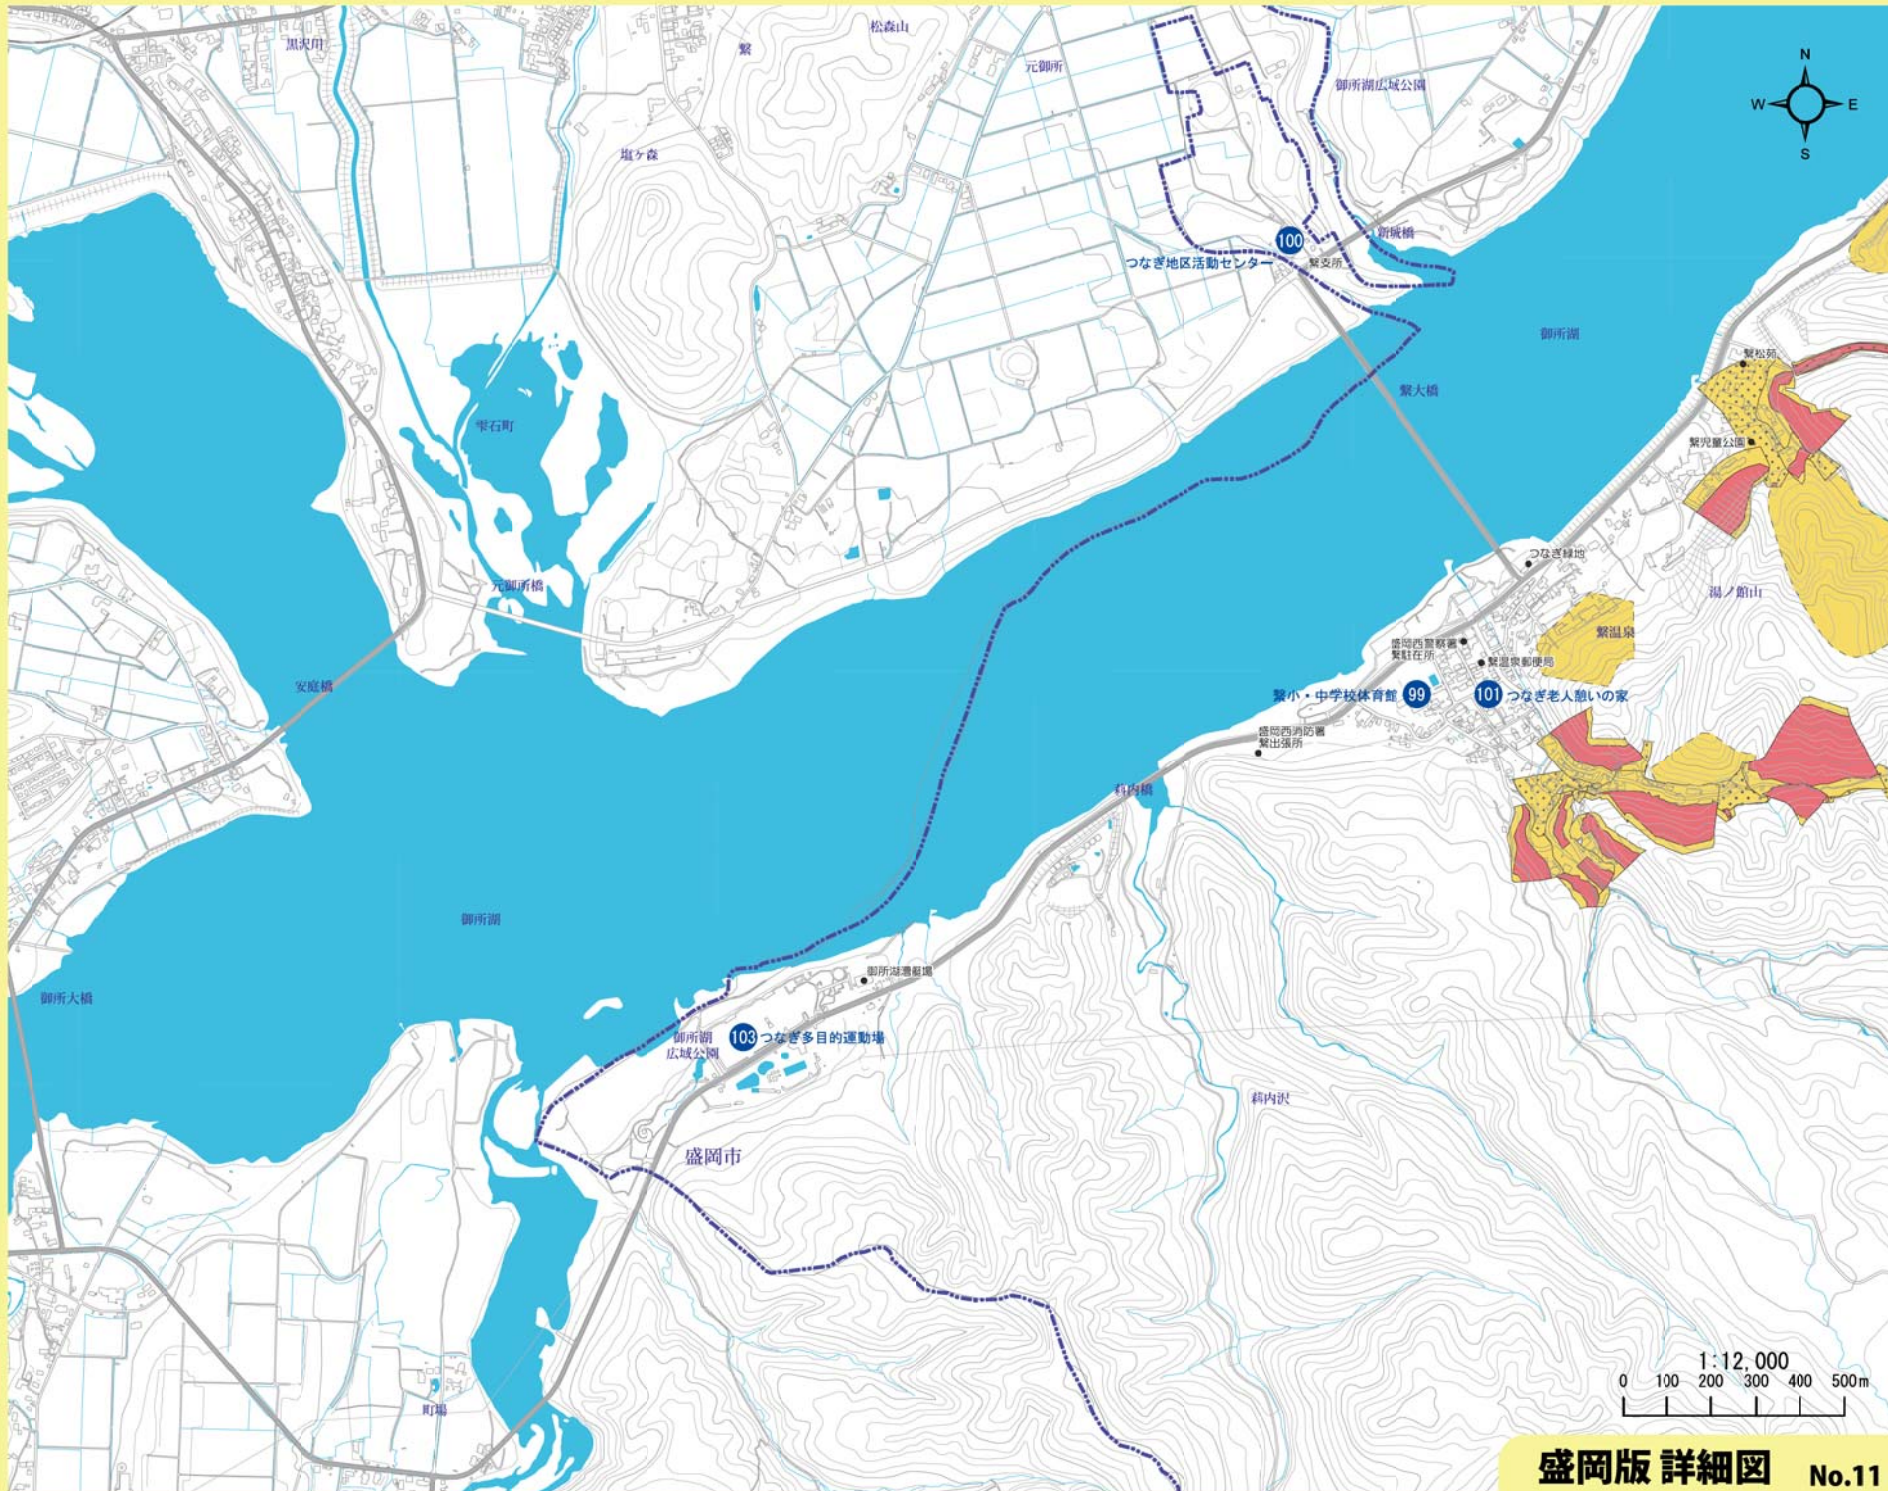 黒沢川
松森山
繋
元御所
御所湖広域公園
N
W
E
S
塩ヶ森
新城橋
100
つなぎ地区活動センター
繋支所
御所湖
繋松苑
繋大橋
繋児童公園
雫石町
つなぎ緑地
元御所橋
湯ノ館山
繋温泉
盛岡西警察署
繋駐在所
繋温泉郵便局
安庭橋
繋小・中学校体育館
99
101
つなぎ老人憩いの家
盛岡西消防署
繋出張所
萪内橋
御所湖
御所湖漕艇場
御所大橋
御所湖
広域公園
103
つなぎ多目的運動場
萪内沢
盛岡市
町場
1:12,000
0 100 200 300 400 500m
盛岡版 詳細図 No.11